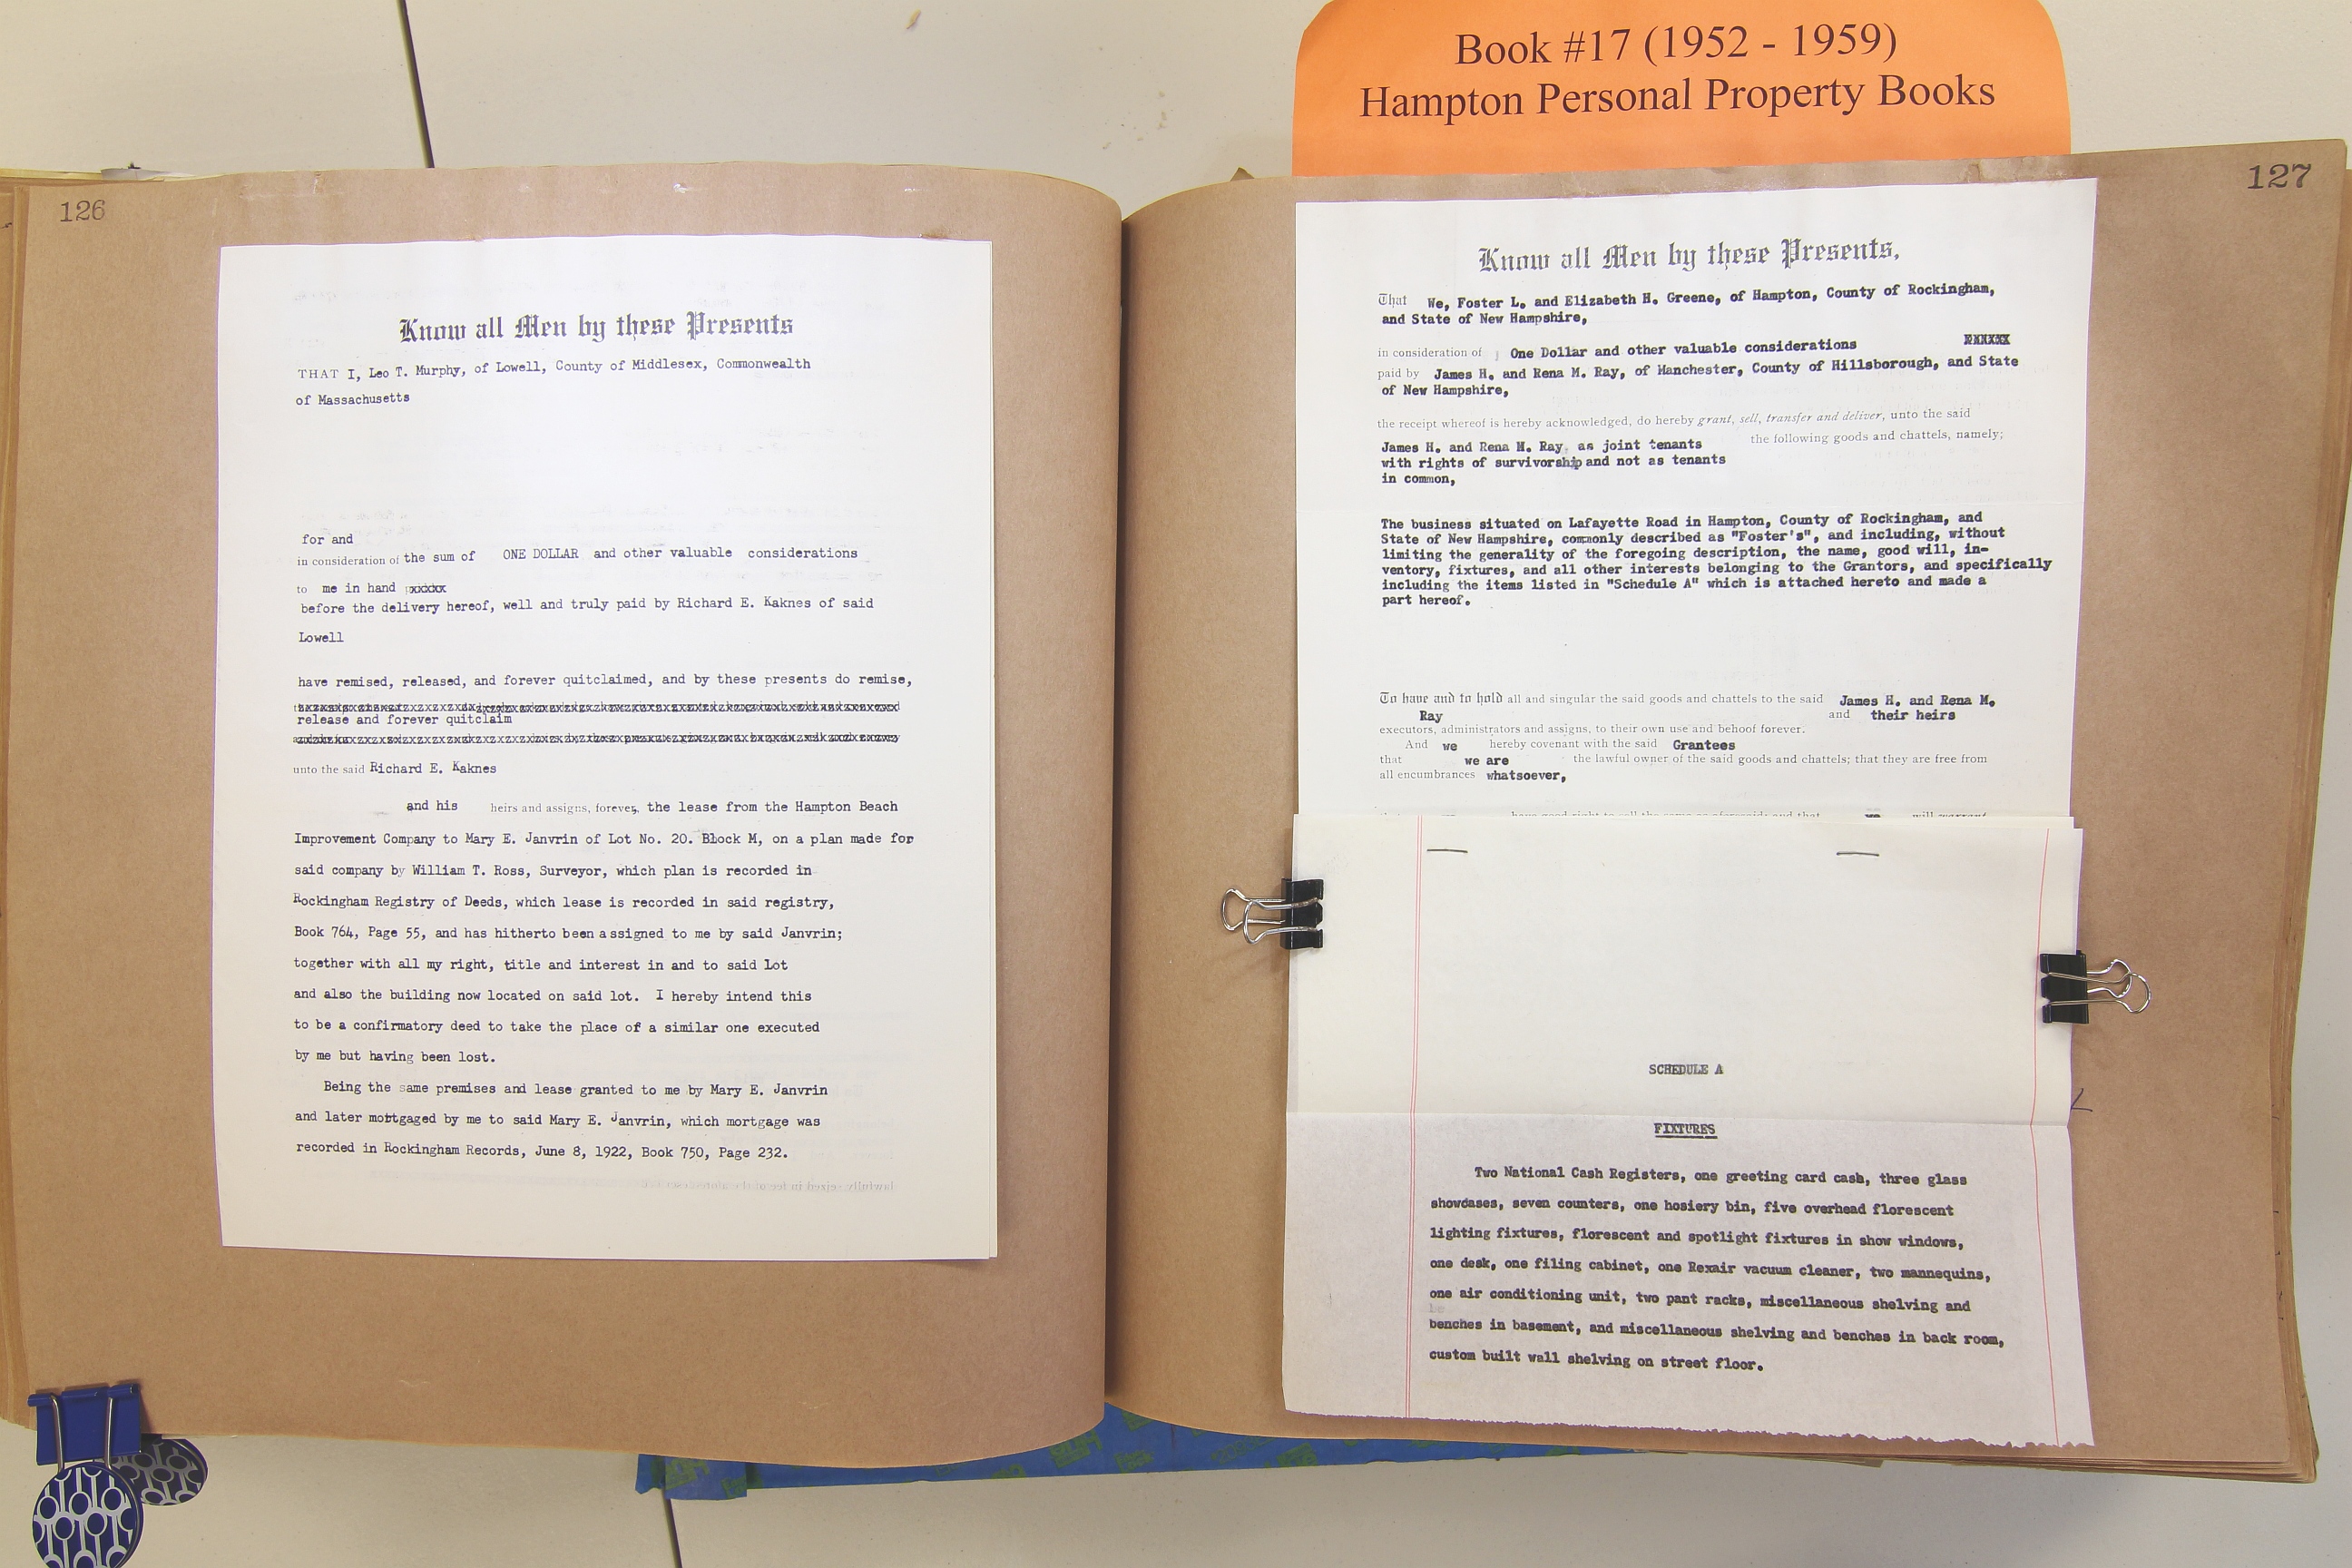 Book #17 (1952 - 1959)
Hampton Personal Property Books
126
Know all Men by these Presents
THAT I, Leo T. Murphy, of Lowell, County of Middlesex, Commonwealth
of Massachusetts
for and
in consideration of the sum of ONE DOLLAR and other valuable considerations
to me in hand
before the delivery hereof, well and truly paid by Richard E. Kaknes of said
Lowell
have remised, released, and forever quitclaimed, and by these presents do remise,
release and forever quitclaim
unto the said Richard E. Kaknes
and his heirs and assigns, forever, the lease from the Hampton Beach
Improvement Company to Mary E. Janvrin of Lot No. 20. Block M, on a plan made for
said company by William T. Ross, Surveyor, which plan is recorded in
Rockingham Registry of Deeds, which lease is recorded in said registry,
Book 764, Page 55, and has hitherto been assigned to me by said Janvrin;
together with all my right, title and interest in and to said Lot
and also the building now located on said lot. I hereby intend this
to be a confirmatory deed to take the place of a similar one executed
by me but having been lost.
Being the same premises and lease granted to me by Mary E. Janvrin
and later mottgaged by me to said Mary E. Janvrin, which mortgage was
recorded in Rockingham Records, June 8, 1922, Book 750, Page 232.
127
Know all Men by these Presents,
That We, Foster L. and Elizabeth H. Greene, of Hampton, County of Rockingham,
and State of New Hampshire,
in consideration of One Dollar and other valuable considerations
paid by James H. and Rena M. Ray, of Manchester, County of Hillsborough, and State
of New Hampshire,
the receipt whereof is hereby acknowledged, do hereby grant, sell, transfer and deliver, unto the said
James H. and Rena M. Ray, as joint tenants the following goods and chattels, namely;
with rights of survivorship and not as tenants
in common,
The business situated on Lafayette Road in Hampton, County of Rockingham, and
State of New Hampshire, commonly described as "Foster's", and including, without
limiting the generality of the foregoing description, the name, good will, in-
ventory, fixtures, and all other interests belonging to the Grantors, and specifically
including the items listed in "Schedule A" which is attached hereto and made a
part hereof.
To have and to hold all and singular the said goods and chattels to the said James H. and Rena M.
Ray and their heirs
executors, administrators and assigns, to their own use and behoof forever.
And we hereby covenant with the said Grantees
that we are the lawful owner of the said goods and chattels; that they are free from
all encumbrances whatsoever,
SCHEDULE A
FIXTURES
Two National Cash Registers, one greeting card cash, three glass
showdases, seven counters, one hosiery bin, five overhead florescent
lighting fixtures, florescent and spotlight fixtures in show windows,
one desk, one filing cabinet, one Rexair vacuum cleaner, two mannequins,
one air conditioning unit, two pant racks, miscellaneous shelving and
benches in basement, and miscellaneous shelving and benches in back room,
custom built wall shelving on street floor.